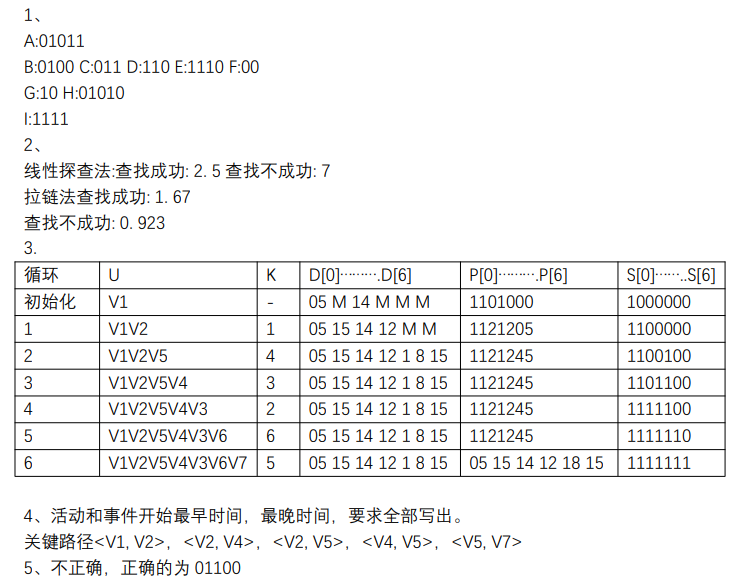 1、
A:01011
B:0100 C:011 D:110 E:1110 F:00
G:10 H:01010
I:1111
2、
线性探查法:查找成功: 2. 5 查找不成功: 7
拉链法查找成功: 1. 67
查找不成功: 0. 923
3.
循环 U K D[0]⋯⋯⋯.D[6] P[0]⋯⋯⋯.P[6] S[0]⋯⋯..S[6]
初始化 V1 - 05 M 14 M M M 1101000 1000000
1 V1V2 1 05 15 14 12 M M 1121205 1100000
2 V1V2V5 4 05 15 14 12 1 8 15 1121245 1100100
3 V1V2V5V4 3 05 15 14 12 1 8 15 1121245 1101100
4 V1V2V5V4V3 2 05 15 14 12 1 8 15 1121245 1111100
5 V1V2V5V4V3V6 6 05 15 14 12 1 8 15 1121245 1111110
6 V1V2V5V4V3V6V7 5 05 15 14 12 1 8 15 05 15 14 12 18 15 1111111
4、活动和事件开始最早时间，最晚时间，要求全部写出。
关键路径<V1, V2>，<V2, V4>，<V2, V5>，<V4, V5>，<V5, V7>
5、不正确，正确的为 01100